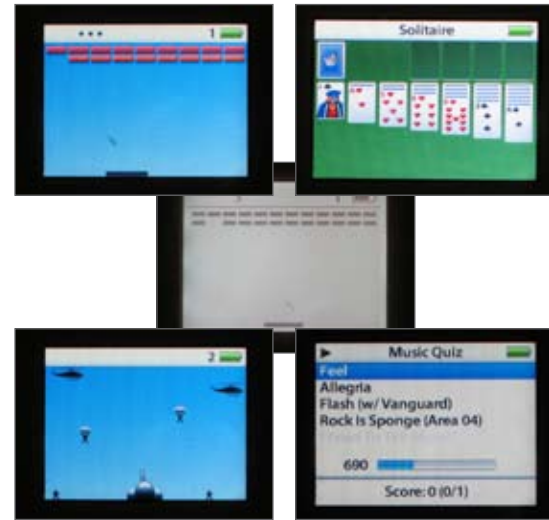 1
Solitaire
2
Music Quiz
Feel
Allegria
Flash (w/ Vanguard)
Rock Is Sponge (Area 04)
690
Score: 0 (0/1)